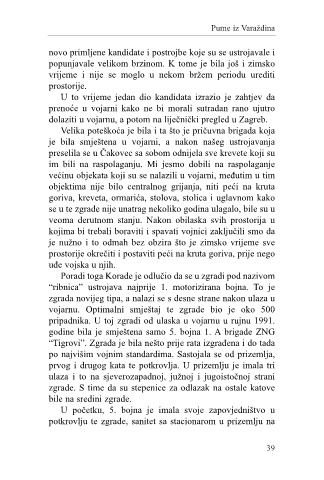 Pume iz Varaždina
novo primljene kandidate i postrojbe koje su se ustrojavale i
popunjavale velikom brzinom. K tome je bila još i zimsko
vrijeme i nije se moglo u nekom bržem periodu urediti
prostorije.
U to vrijeme jedan dio kandidata izrazio je zahtjev da
prenoće u vojarni kako ne bi morali sutradan rano ujutro
dolaziti u vojarnu, a potom na liječnički pregled u Zagreb.
Velika poteškoća je bila i ta što je pričuvna brigada koja
je bila smještena u vojarni, a nakon našeg ustrojavanja
preselila se u Čakovec sa sobom odnijela sve krevete koji su
im bili na raspolaganju. Mi jesmo dobili na raspolaganje
većinu objekata koji su se nalazili u vojarni, međutim u tim
objektima nije bilo centralnog grijanja, niti peći na kruta
goriva, kreveta, ormarića, stolova, stolica i uglavnom kako
se u te zgrade nije unatrag nekoliko godina ulagalo, bile su u
veoma derutnom stanju. Nakon obilaska svih prostorija u
kojima bi trebali boraviti i spavati vojnici zaključili smo da
je nužno i to odmah bez obzira što je zimsko vrijeme sve
prostorije okrečiti i postaviti peći na kruta goriva, prije nego
uđe vojska u njih.
Poradi toga Korade je odlučio da se u zgradi pod nazivom
“ribnica” ustrojava najprije 1. motorizirana bojna. To je
zgrada novijeg tipa, a nalazi se s desne strane nakon ulaza u
vojarnu. Optimalni smještaj te zgrade bio je oko 500
pripadnika. U toj zgradi od ulaska u vojarnu u rujnu 1991.
godine bila je smještena samo 5. bojna 1. A brigade ZNG
“Tigrovi”. Zgrada je bila nešto prije rata izgrađena i do tada
po najvišim vojnim standardima. Sastojala se od prizemlja,
prvog i drugog kata te potkrovlja. U prizemlju je imala tri
ulaza i to na sjeverozapadnoj, južnoj i jugoistočnoj strani
zgrade. S time da su stepenice za odlazak na ostale katove
bile na sredini zgrade.
U početku, 5. bojna je imala svoje zapovjedništvo u
potkrovlju te zgrade, sanitet sa stacionarom u prizemlju na
39